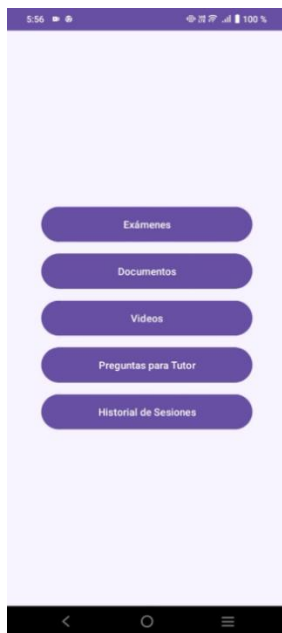 5:56
100 %
Exámenes
Documentos
Videos
Preguntas para Tutor
Historial de Sesiones